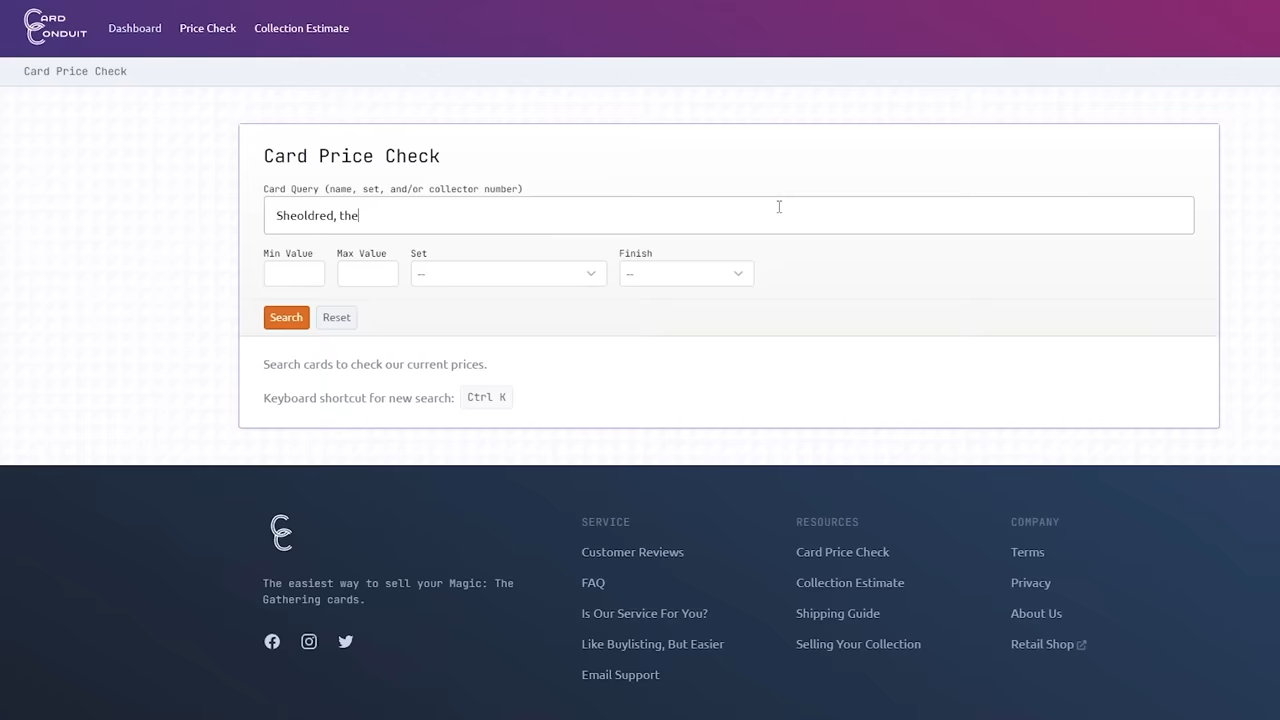 CARD CONDUIT
Dashboard Price Check Collection Estimate
Card Price Check
Card Price Check
Card Query (name, set, and/or collector number)
Sheoldred, the
Min Value Max Value Set Finish
-- --
Search Reset
Search cards to check our current prices.
Keyboard shortcut for new search: Ctrl K
The easiest way to sell your Magic: The
Gathering cards.
SERVICE
Customer Reviews
FAQ
Is Our Service For You?
Like Buylisting, But Easier
Email Support
RESOURCES
Card Price Check
Collection Estimate
Shipping Guide
Selling Your Collection
COMPANY
Terms
Privacy
About Us
Retail Shop